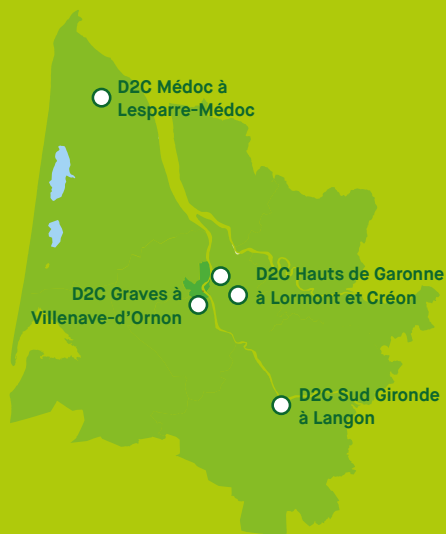 D2C Médoc à
Lesparre-Médoc
D2C Hauts de Garonne
à Lormont et Créon
D2C Graves à
Villenave-d'Ornon
D2C Sud Gironde
à Langon